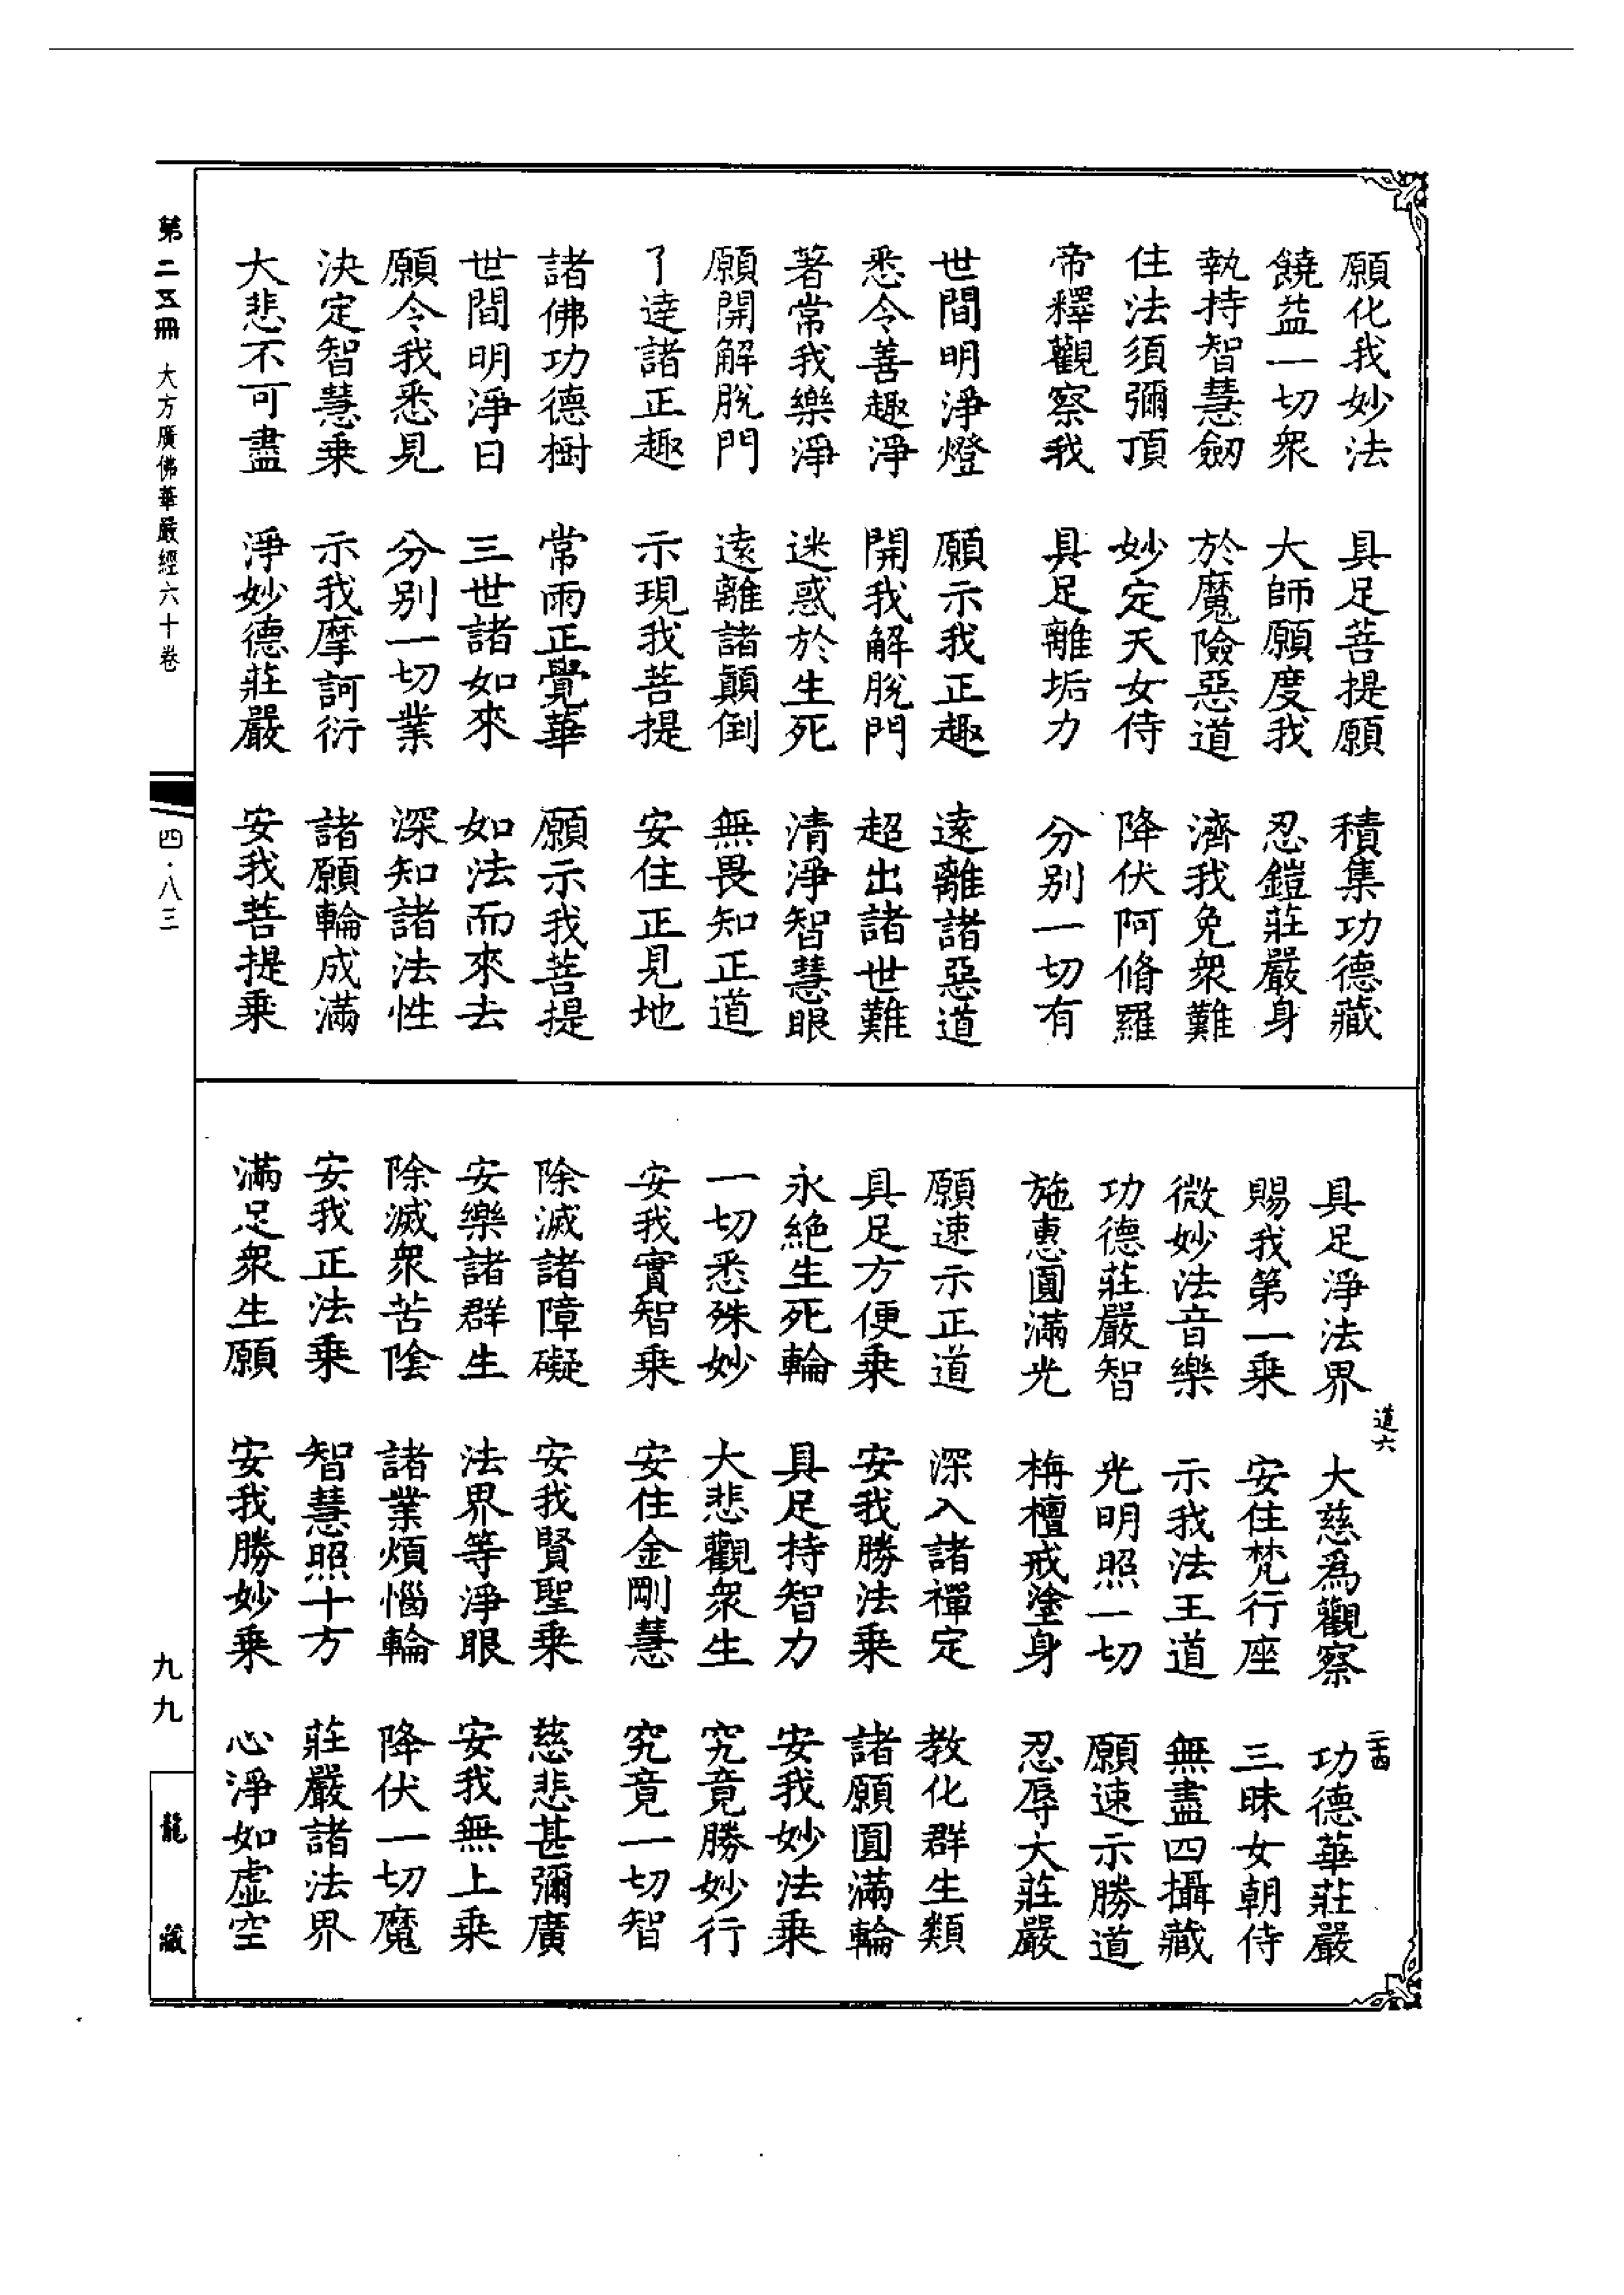 願化我妙法　具足菩提願　積集功德藏
饒益一切衆　大師願度我　忍鎧莊嚴身
執持智慧劒　於魔險惡道　濟我免衆難
住法須彌頂　妙定天女侍　降伏阿脩羅
帝釋觀察我　具足離垢力　分別一切有
世間明淨燈　願示我正趣　遠離諸惡道
悉令善趣淨　開我解脫門　超出諸世難
著常我樂淨　迷惑於生死　清淨智慧眼
願開解脫門　遠離諸顛倒　無畏知正道
了達諸正趣　示現我菩提　安住正見地
諸佛功德樹　常雨正覺華　願示我菩提
世間明淨日　三世諸如來　如法而來去
願令我悉見　分別一切業　深知諸法性
決定智慧乘　示我摩訶衍　諸願輪成滿
大悲不可盡　淨妙德莊嚴　安我菩提乘
具足淨法界　大慈爲觀察　功德華莊嚴
賜我第一乘　安住梵行座　三昧女朝侍
微妙法音樂　示我法王道　無盡四攝藏
功德莊嚴智　光明照一切　願速示勝道
施惠圓滿光　栴檀戒塗身　忍辱大莊嚴
願速示正道　深入諸禪定　教化群生類
具足方便乘　安我勝法乘　諸願圓滿輪
永絕生死輪　具足持智力　安我妙法乘
一切悉殊妙　大悲觀衆生　究竟勝妙行
安我實智乘　安住金剛慧　究竟一切智
除滅諸障礙　安我賢聖乘　慈悲甚彌廣
安樂諸群生　法界等淨眼　安我無上乘
除滅衆苦陰　諸業煩惱輪　降伏一切魔
安我正法乘　智慧照十方　莊嚴諸法界
滿足衆生願　安我勝妙乘　心淨如虛空
道六　二十四
第二五冊　大方廣佛華嚴經六十卷　四·八三　九九　龍藏